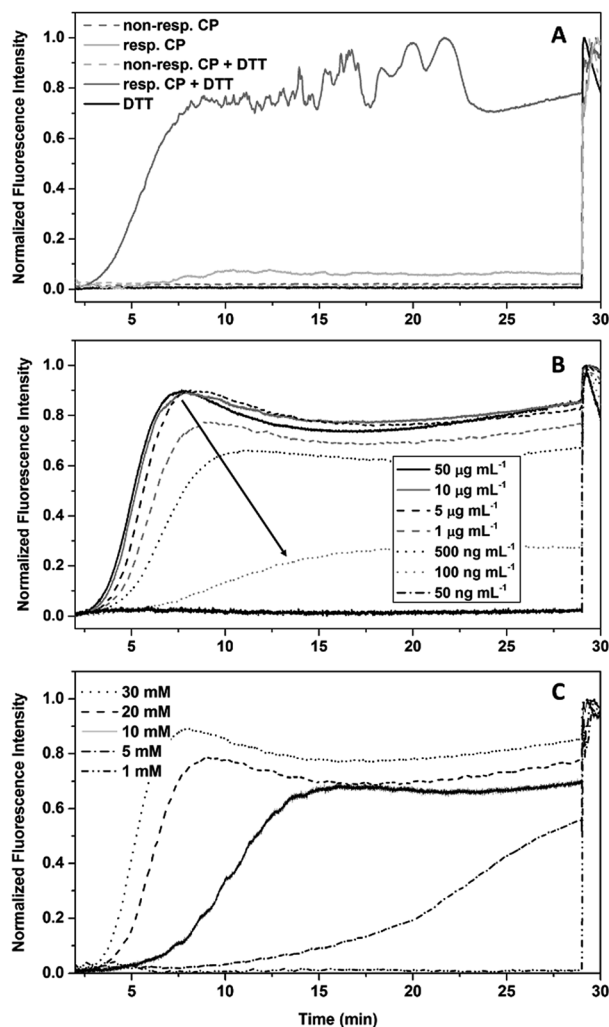 A
non-resp. CP
resp. CP
non-resp. CP + DTT
resp. CP + DTT
DTT
Normalized Fluorescence Intensity
1.0
0.8
0.6
0.4
0.2
0.0
5 10 15 20 25 30
B
50 µg mL-1
10 µg mL-1
5 µg mL-1
1 µg mL-1
500 ng mL-1
100 ng mL-1
50 ng mL-1
Normalized Fluorescence Intensity
1.0
0.8
0.6
0.4
0.2
0.0
5 10 15 20 25 30
C
30 mM
20 mM
10 mM
5 mM
1 mM
Normalized Fluorescence Intensity
1.0
0.8
0.6
0.4
0.2
0.0
5 10 15 20 25 30
Time (min)